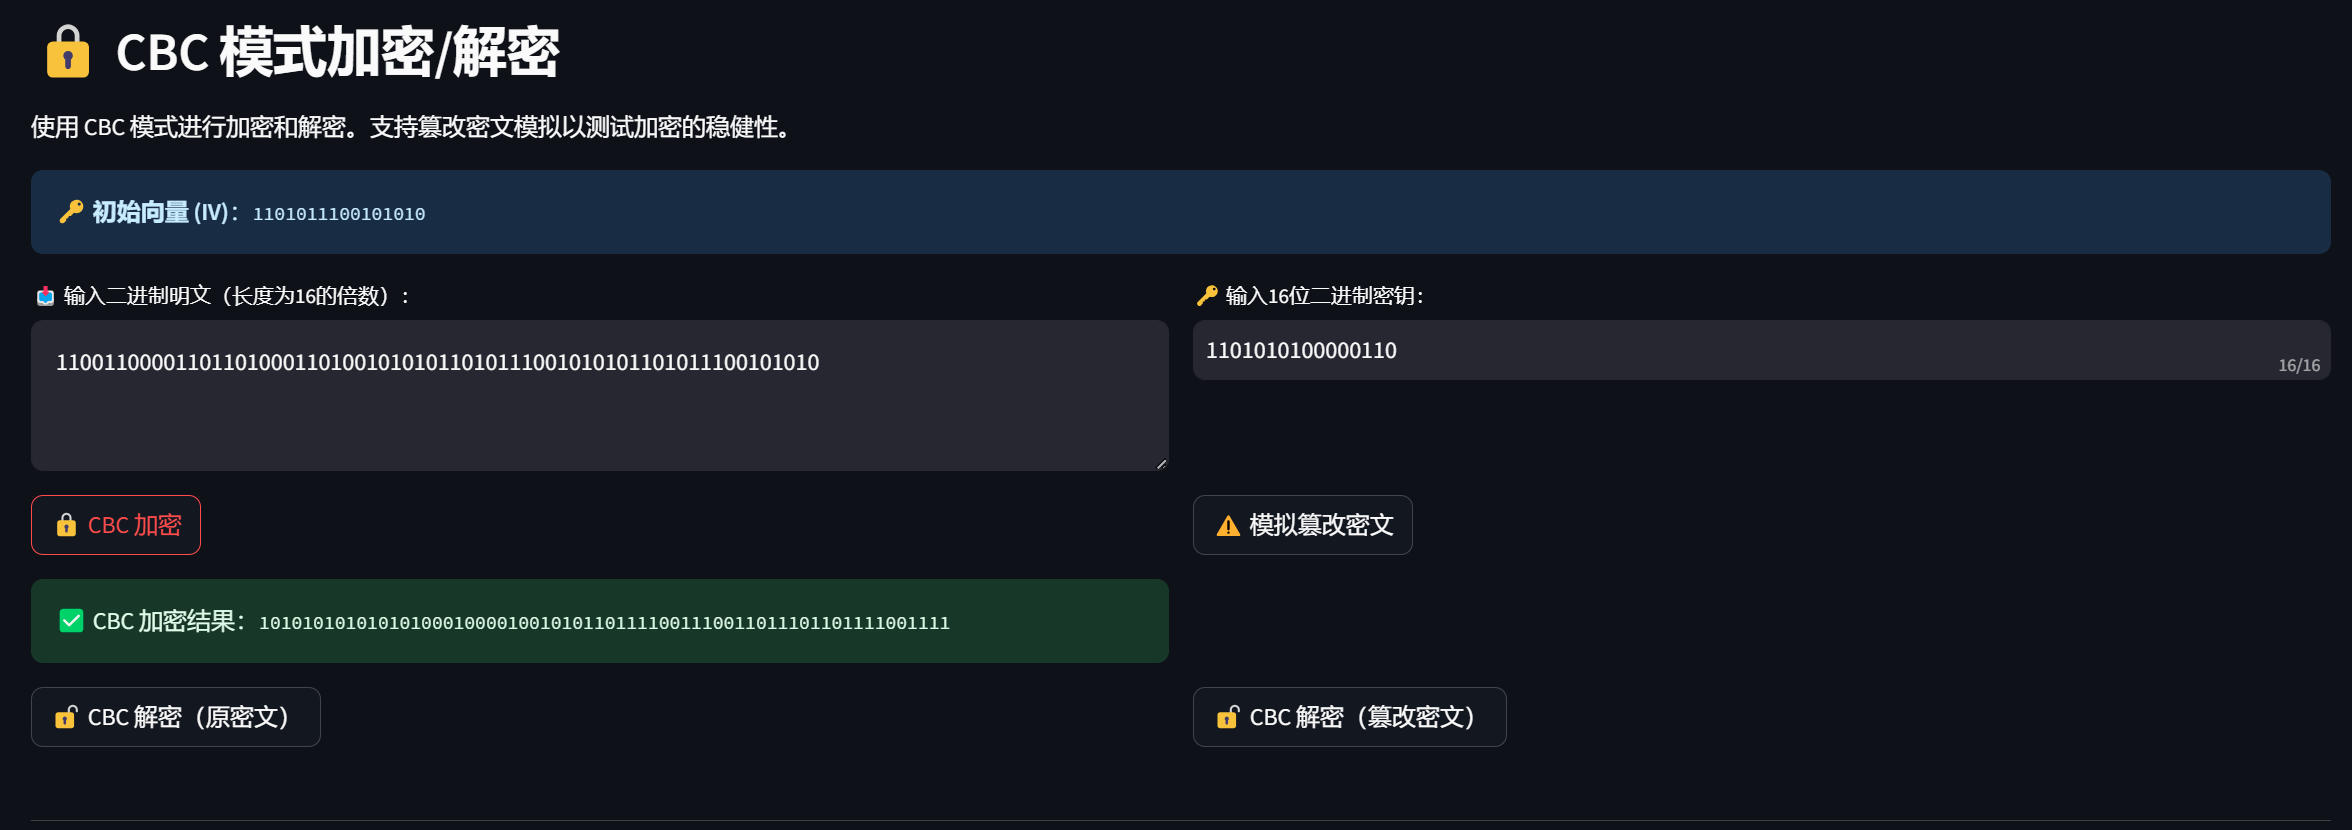 🔒 CBC 模式加密/解密
使用 CBC 模式进行加密和解密。支持篡改密文模拟以测试加密的稳健性。
🔑 初始向量 (IV)：1101011100101010
📥 输入二进制明文（长度为16的倍数）：
1100110000110110100011010010101011010111001010101101011100101010
🔑 输入16位二进制密钥：
1101010100000110
16/16
🔒 CBC 加密
⚠️ 模拟篡改密文
✅ CBC 加密结果：1010101010101010001000010010101101111001110011011101101111001111
🔓 CBC 解密（原密文）
🔓 CBC 解密（篡改密文）